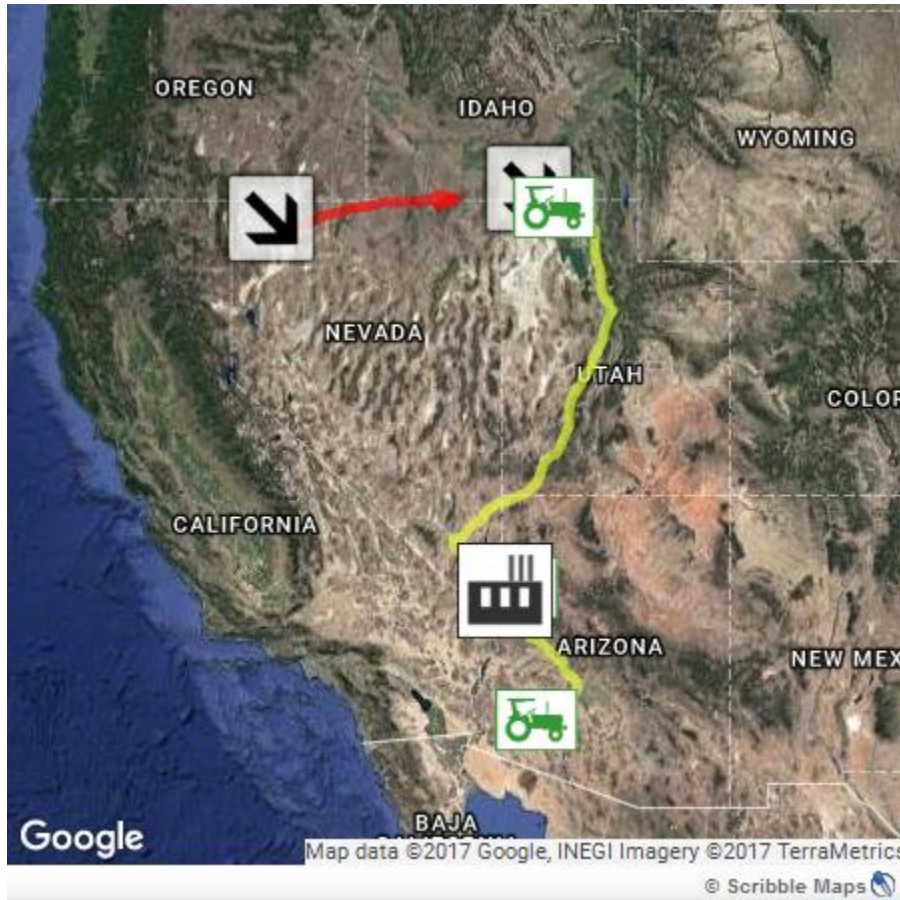 OREGON
IDAHO
WYOMING
NEVADA
UTAH
COLOR
CALIFORNIA
ARIZONA
NEW MEX
BAJA
Google
Map data ©2017 Google, INEGI Imagery ©2017 TerraMetrics
© Scribble Maps